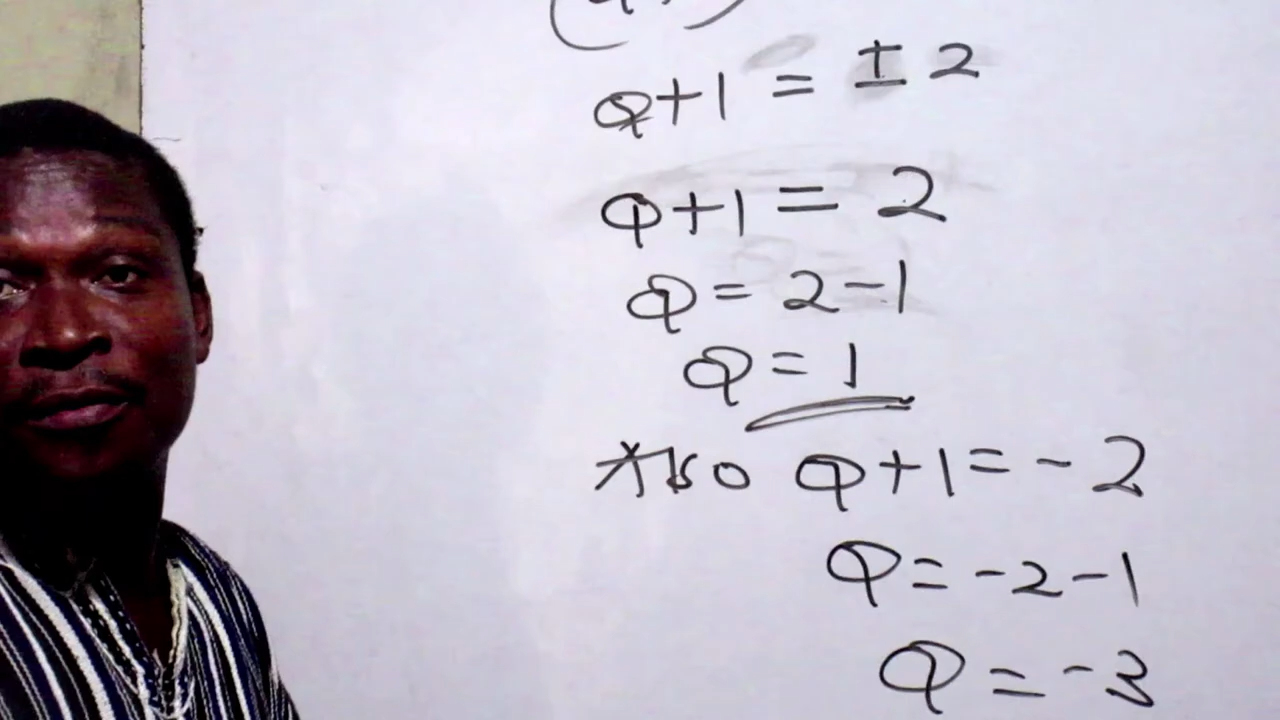 Q+1 = ± 2
Q+1 = 2
Q = 2-1
Q = 1
Also Q+1 = -2
Q = -2-1
Q = -3